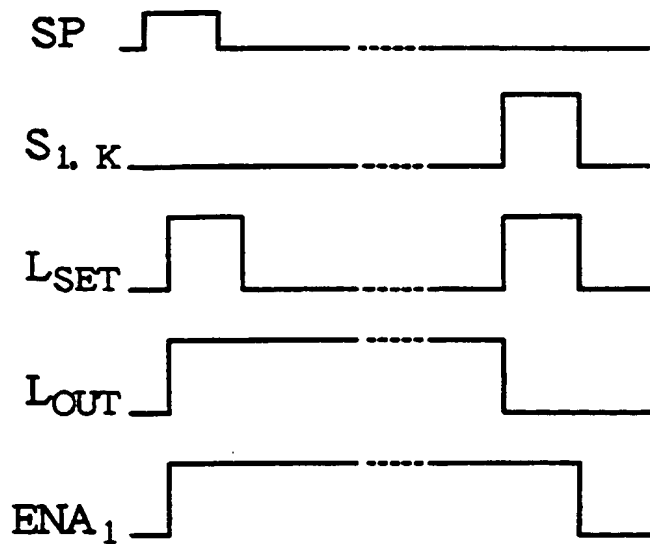 SP
S1, K
LSET
LOUT
ENA1